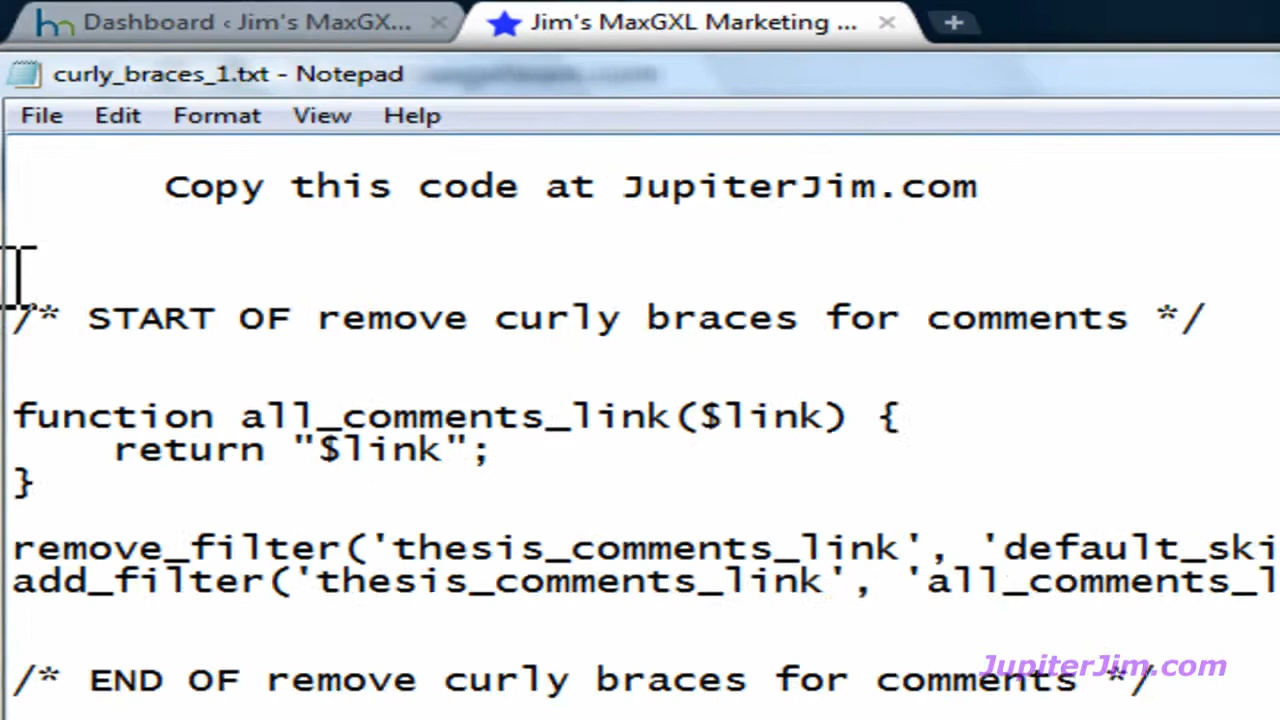 Dashboard ‹ Jim's MaxGX... Jim's MaxGXL Marketing ...
curly_braces_1.txt - Notepad
File Edit Format View Help
Copy this code at JupiterJim.com
/* START OF remove curly braces for comments */
function all_comments_link($link) {
return "$link";
}
remove_filter('thesis_comments_link', 'default_ski
add_filter('thesis_comments_link', 'all_comments_l
/* END OF remove curly braces for comments */
JupiterJim.com